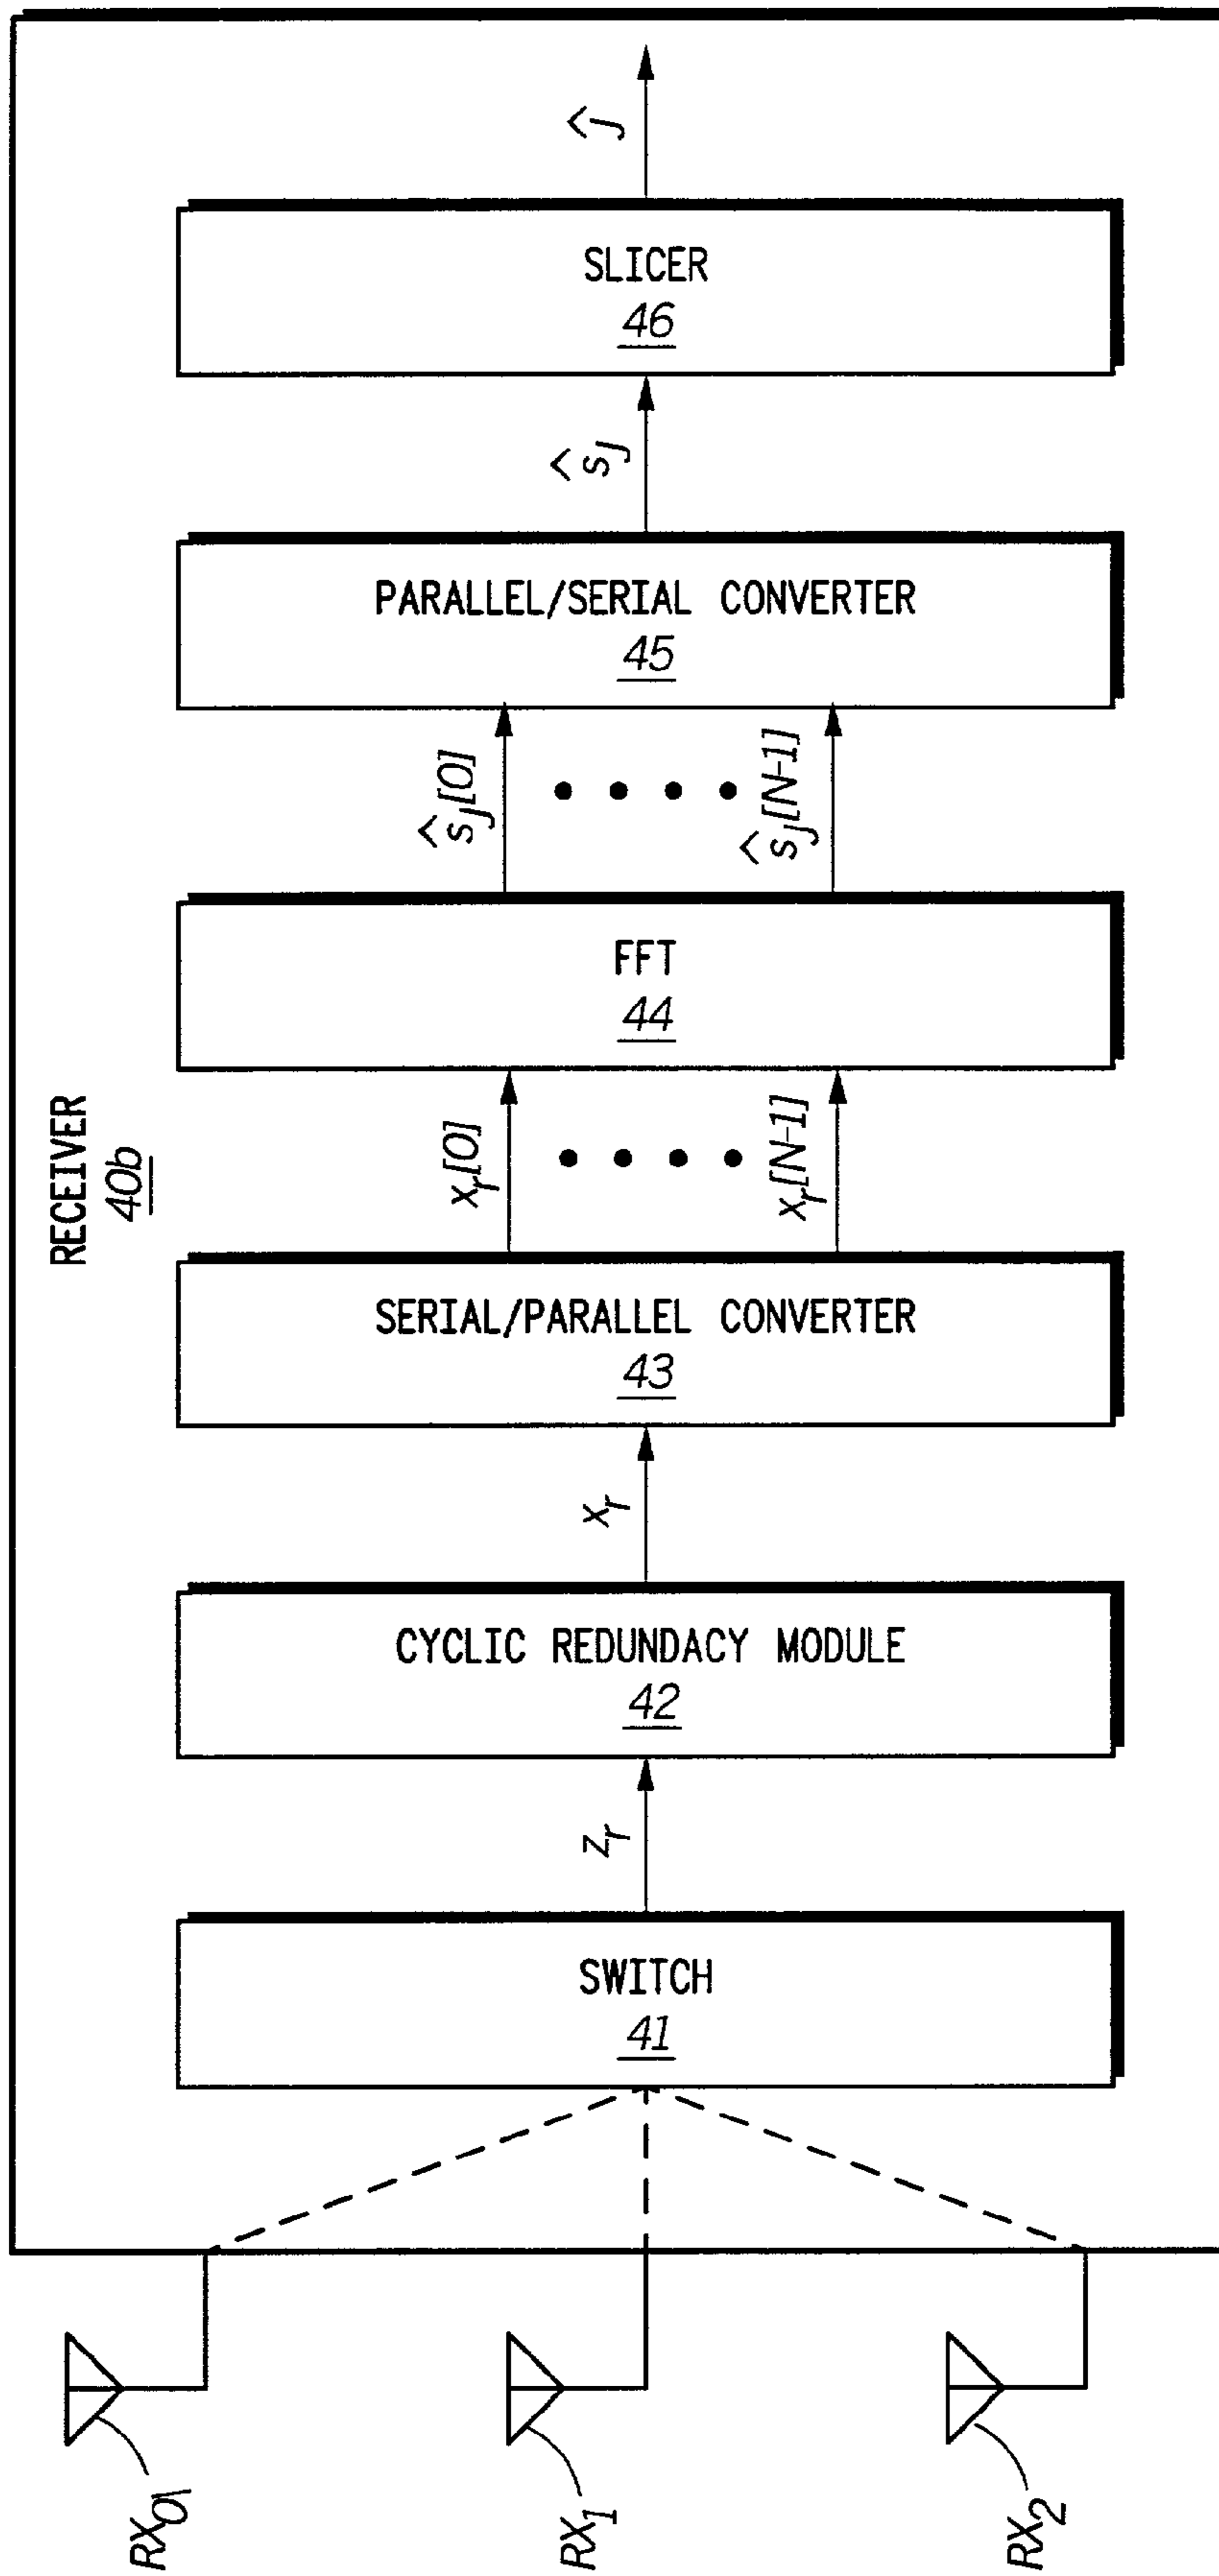 RECEIVER
40b
RX0
RX1
RX2
SWITCH
41
zr
CYCLIC REDUNDACY MODULE
42
xr
SERIAL/PARALLEL CONVERTER
43
xr[0]
xr[N-1]
FFT
44
ŝJ[0]
ŝJ[N-1]
PARALLEL/SERIAL CONVERTER
45
ŝJ
SLICER
46
Ĵ